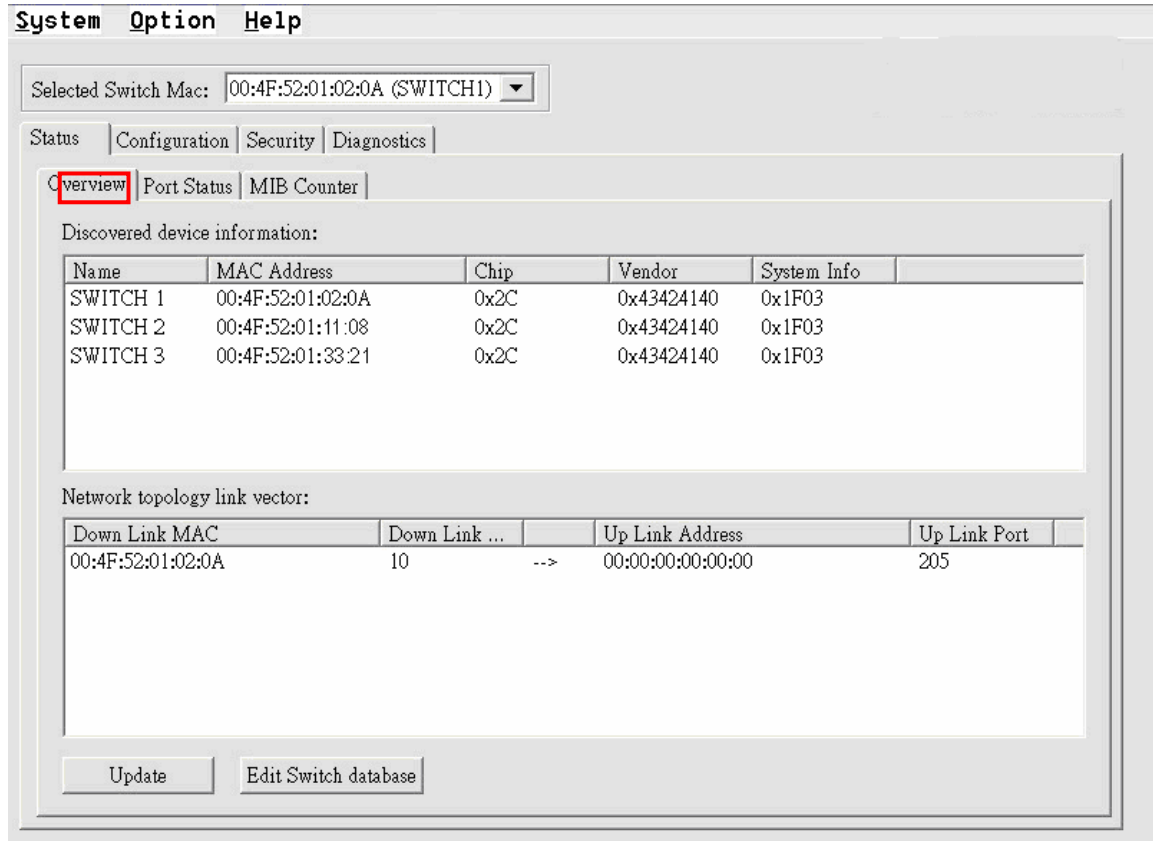 System Option Help
Selected Switch Mac: 00:4F:52:01:02:0A (SWITCH1)
Status Configuration Security Diagnostics
Overview Port Status MIB Counter
Discovered device information:
Name MAC Address Chip Vendor System Info
SWITCH 1 00:4F:52:01:02:0A 0x2C 0x43424140 0x1F03
SWITCH 2 00:4F:52:01:11:08 0x2C 0x43424140 0x1F03
SWITCH 3 00:4F:52:01:33:21 0x2C 0x43424140 0x1F03
Network topology link vector:
Down Link MAC Down Link ... Up Link Address Up Link Port
00:4F:52:01:02:0A 10 --> 00:00:00:00:00:00 205
Update Edit Switch database